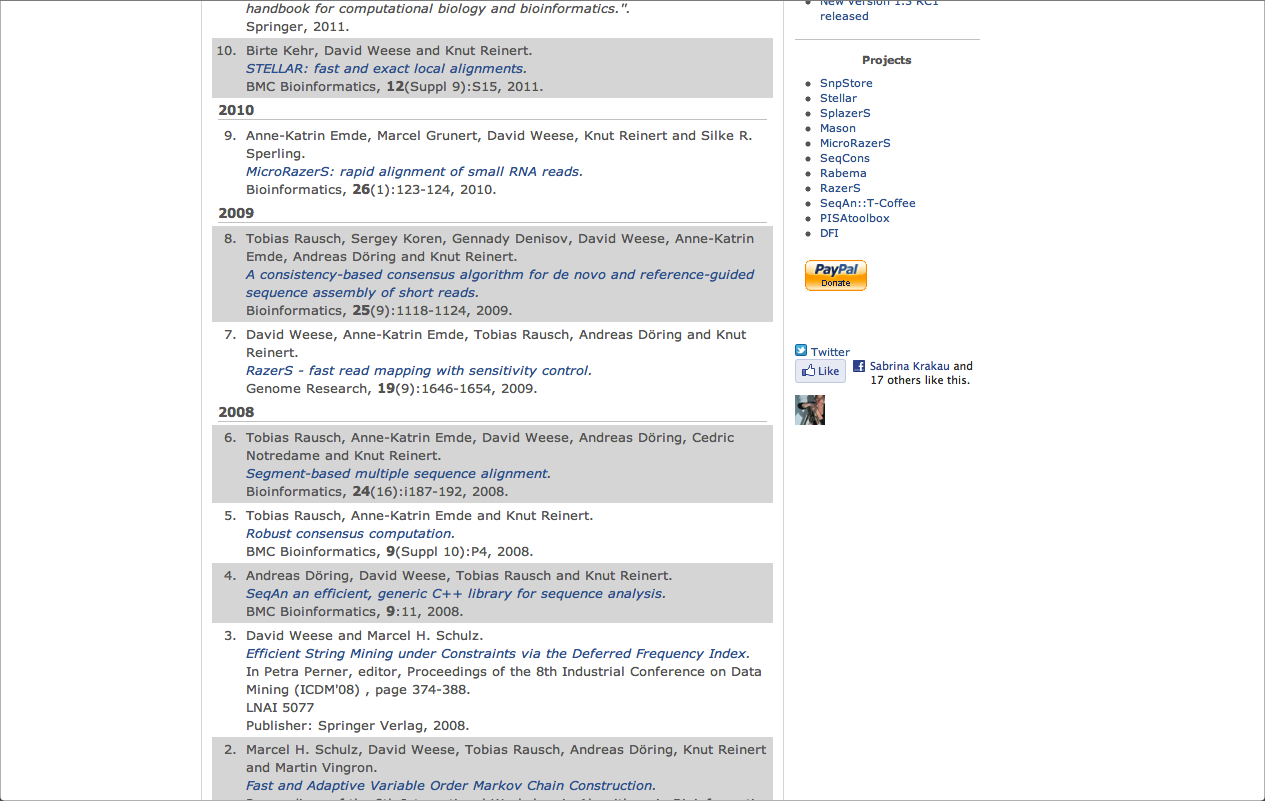 handbook for computational biology and bioinformatics.".
Springer, 2011.
10. Birte Kehr, David Weese and Knut Reinert.
STELLAR: fast and exact local alignments.
BMC Bioinformatics, 12(Suppl 9):S15, 2011.
2010
9. Anne-Katrin Emde, Marcel Grunert, David Weese, Knut Reinert and Silke R.
Sperling.
MicroRazerS: rapid alignment of small RNA reads.
Bioinformatics, 26(1):123-124, 2010.
2009
8. Tobias Rausch, Sergey Koren, Gennady Denisov, David Weese, Anne-Katrin
Emde, Andreas Döring and Knut Reinert.
A consistency-based consensus algorithm for de novo and reference-guided
sequence assembly of short reads.
Bioinformatics, 25(9):1118-1124, 2009.
7. David Weese, Anne-Katrin Emde, Tobias Rausch, Andreas Döring and Knut
Reinert.
RazerS - fast read mapping with sensitivity control.
Genome Research, 19(9):1646-1654, 2009.
2008
6. Tobias Rausch, Anne-Katrin Emde, David Weese, Andreas Döring, Cedric
Notredame and Knut Reinert.
Segment-based multiple sequence alignment.
Bioinformatics, 24(16):i187-192, 2008.
5. Tobias Rausch, Anne-Katrin Emde and Knut Reinert.
Robust consensus computation.
BMC Bioinformatics, 9(Suppl 10):P4, 2008.
4. Andreas Döring, David Weese, Tobias Rausch and Knut Reinert.
SeqAn an efficient, generic C++ library for sequence analysis.
BMC Bioinformatics, 9:11, 2008.
3. David Weese and Marcel H. Schulz.
Efficient String Mining under Constraints via the Deferred Frequency Index.
In Petra Perner, editor, Proceedings of the 8th Industrial Conference on Data
Mining (ICDM'08) , page 374-388.
LNAI 5077
Publisher: Springer Verlag, 2008.
2. Marcel H. Schulz, David Weese, Tobias Rausch, Andreas Döring, Knut Reinert
and Martin Vingron.
Fast and Adaptive Variable Order Markov Chain Construction.
New version 1.3 RC1
released
Projects
SnpStore
Stellar
SplazerS
Mason
MicroRazerS
SeqCons
Rabema
RazerS
SeqAn::T-Coffee
PISAtoolbox
DFI
PayPal
Donate
Twitter
Like
Sabrina Krakau and
17 others like this.